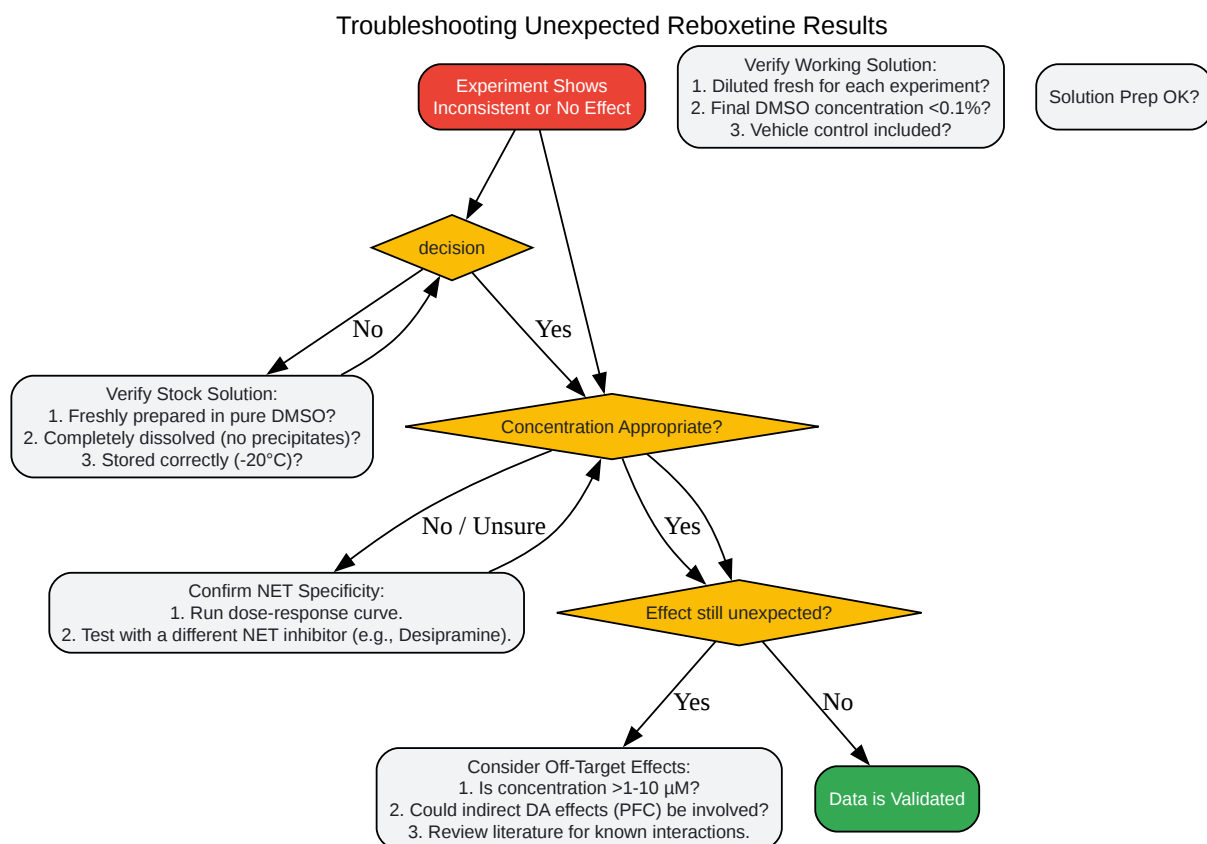 Troubleshooting Unexpected Reboxetine Results
Experiment Shows
Inconsistent or No Effect
Verify Working Solution:
1. Diluted fresh for each experiment?
2. Final DMSO concentration <0.1%?
3. Vehicle control included?
Solution Prep OK?
decision
No
Yes
Verify Stock Solution:
1. Freshly prepared in pure DMSO?
2. Completely dissolved (no precipitates)?
3. Stored correctly (-20°C)?
Concentration Appropriate?
No / Unsure
Yes
Confirm NET Specificity:
1. Run dose-response curve.
2. Test with a different NET inhibitor (e.g., Desipramine).
Effect still unexpected?
Yes
No
Consider Off-Target Effects:
1. Is concentration >1-10 µM?
2. Could indirect DA effects (PFC) be involved?
3. Review literature for known interactions.
Data is Validated